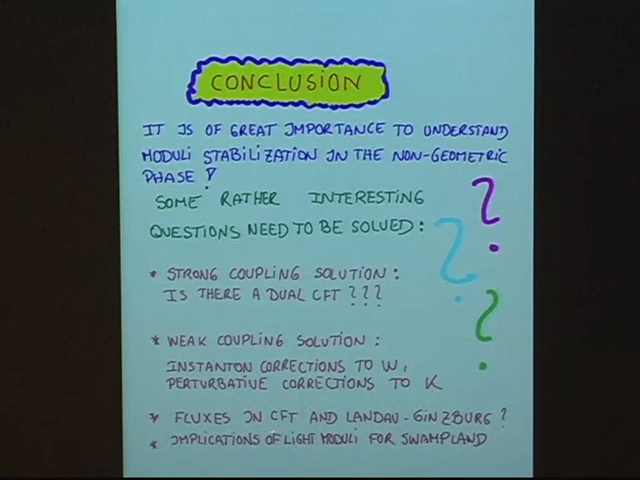 CONCLUSION
IT IS OF GREAT IMPORTANCE TO UNDERSTAND
MODULI STABILIZATION IN THE NON-GEOMETRIC
PHASE !
SOME RATHER INTERESTING
QUESTIONS NEED TO BE SOLVED :
* STRONG COUPLING SOLUTION :
IS THERE A DUAL CFT ???
* WEAK COUPLING SOLUTION :
INSTANTON CORRECTIONS TO W,
PERTURBATIVE CORRECTIONS TO K
* FLUXES IN CFT AND LANDAU-GINZBURG ?
* IMPLICATIONS OF LIGHT MODULI FOR SWAMPLAND
?
?
?